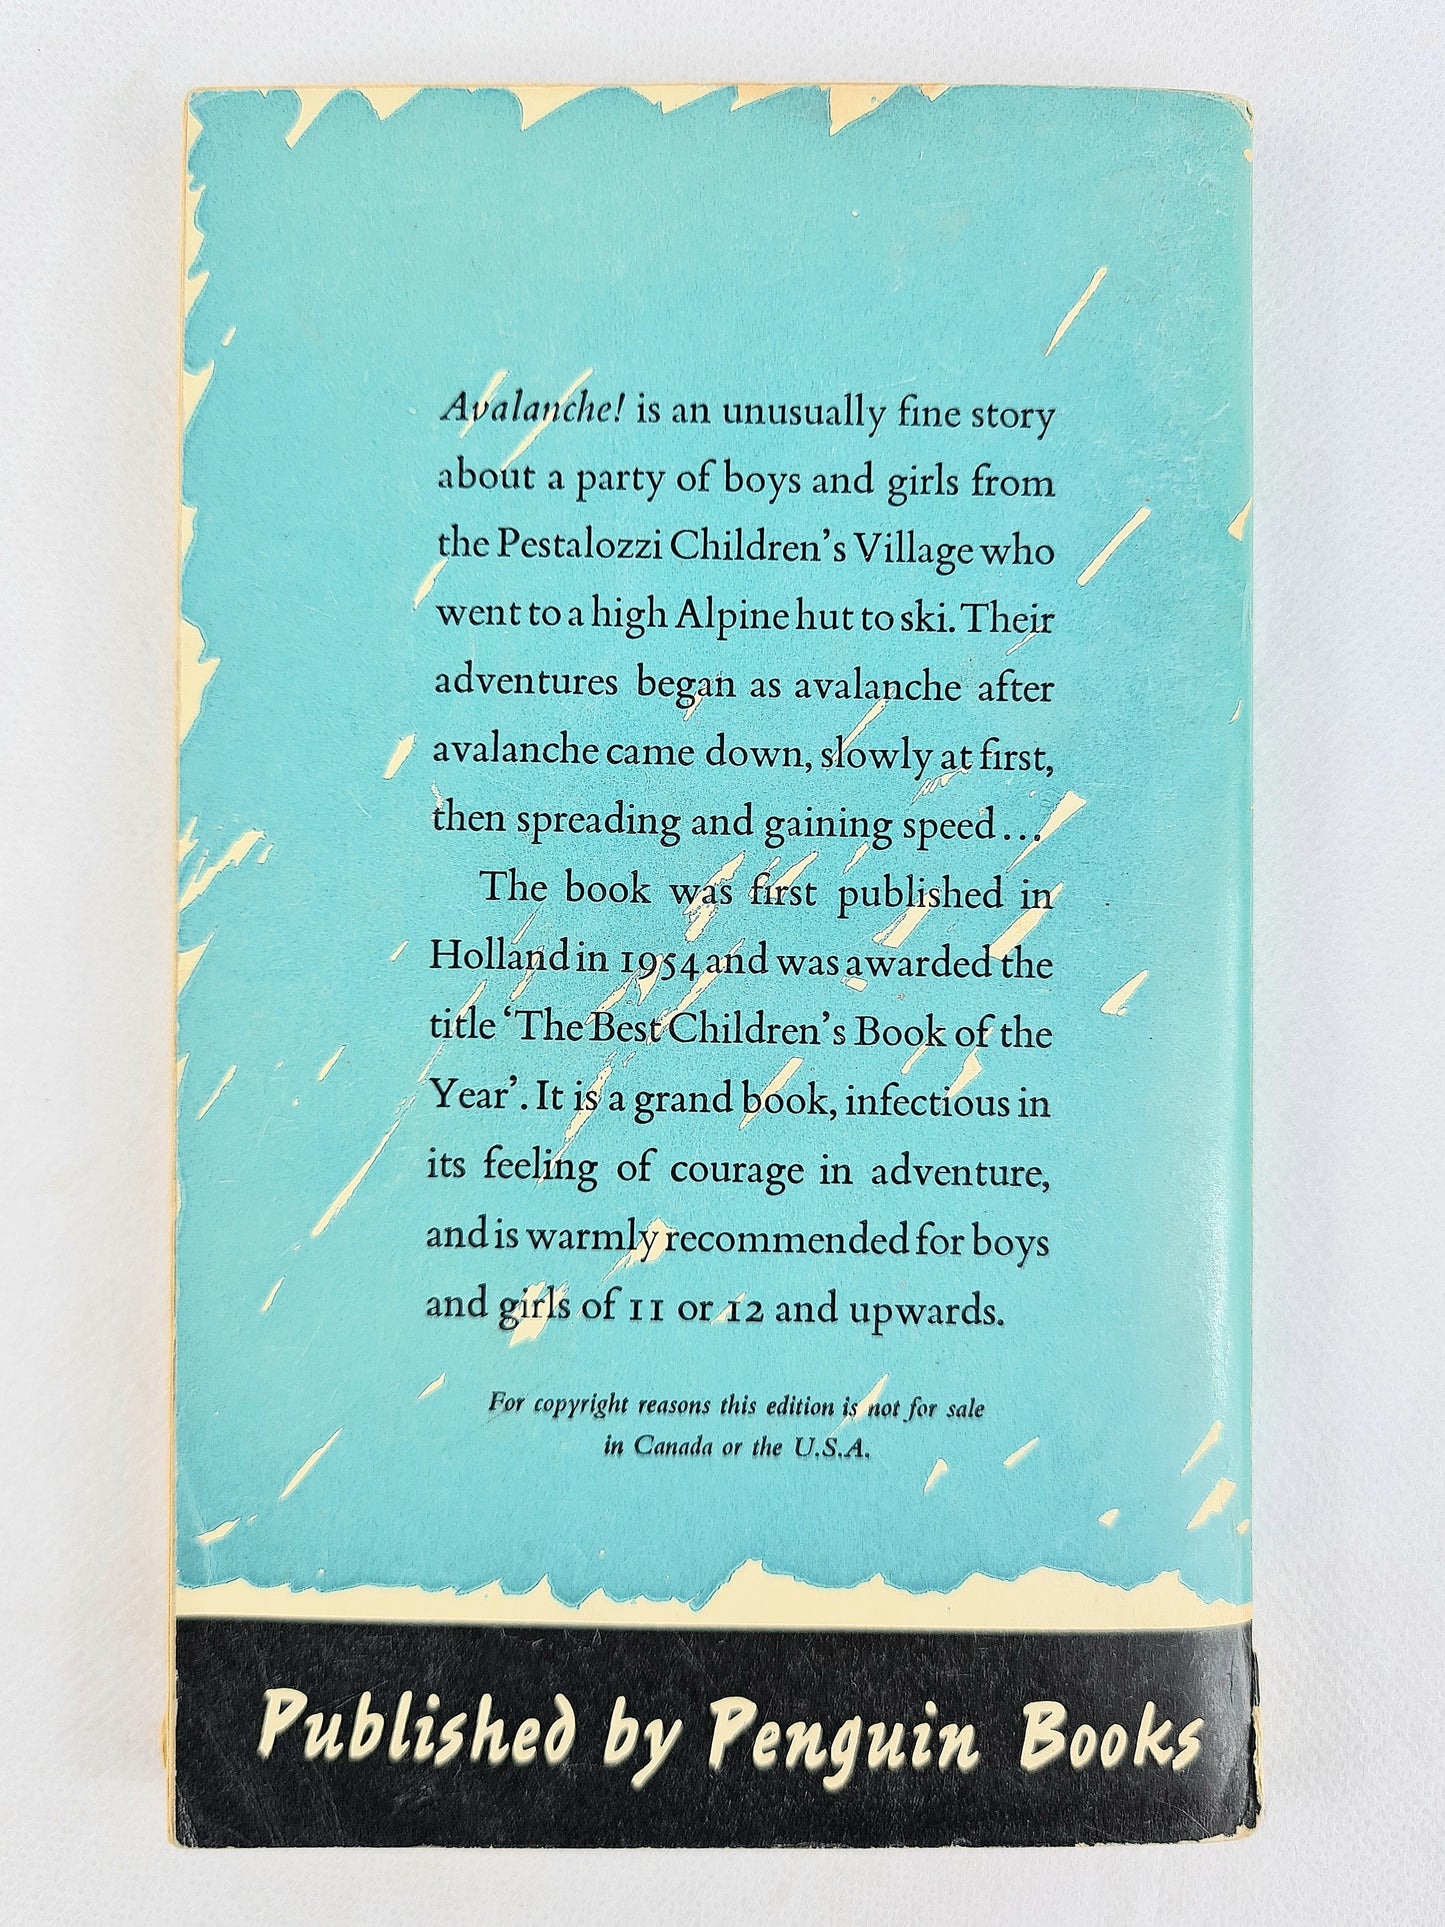 Avalanche! is an unusually fine story
about a party of boys and girls from
the Pestalozzi Children's Village who
went to a high Alpine hut to ski. Their
adventures began as avalanche after
avalanche came down, slowly at first,
then spreading and gaining speed...
The book was first published in
Holland in 1954 and was awarded the
title 'The Best Children's Book of the
Year'. It is a grand book, infectious in
its feeling of courage in adventure,
and is warmly recommended for boys
and girls of 11 or 12 and upwards.
For copyright reasons this edition is not for sale
in Canada or the U.S.A.
Published by Penguin Books